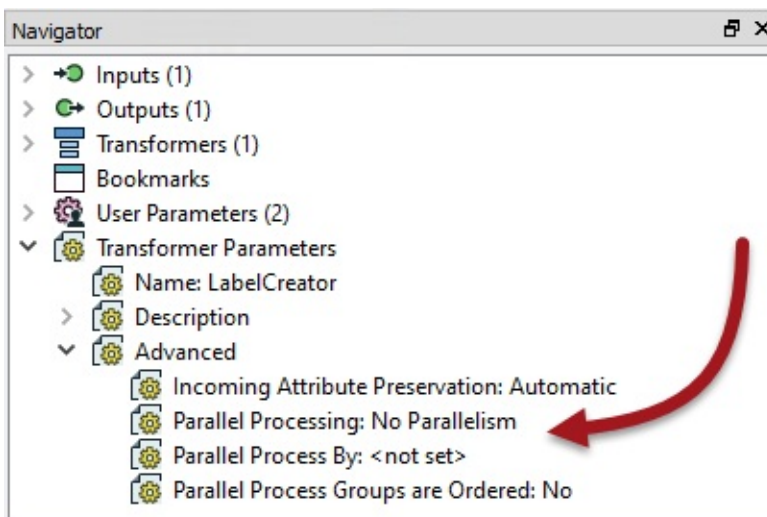 Navigator
Inputs (1)
Outputs (1)
Transformers (1)
Bookmarks
User Parameters (2)
Transformer Parameters
Name: LabelCreator
Description
Advanced
Incoming Attribute Preservation: Automatic
Parallel Processing: No Parallelism
Parallel Process By: <not set>
Parallel Process Groups are Ordered: No